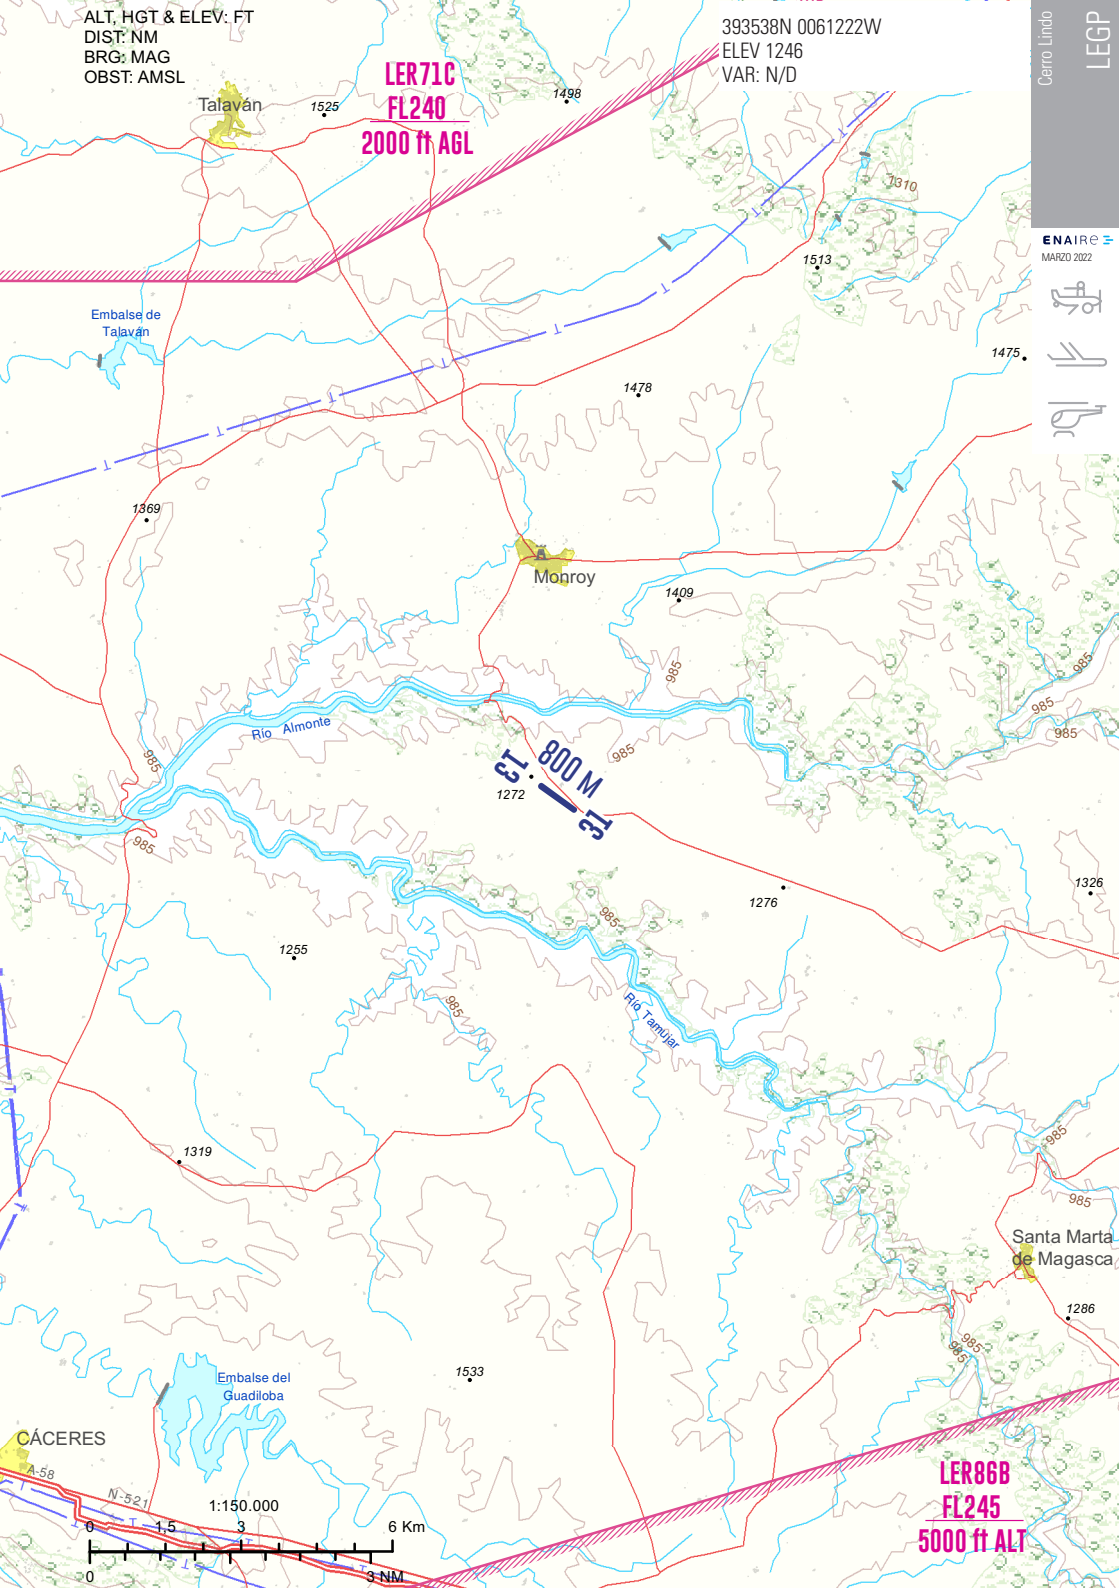 ALT, HGT & ELEV: FT
DIST: NM
BRG: MAG
OBST: AMSL
393538N 0061222W
ELEV 1246
VAR: N/D
Cerro Lindo
LEGP
ENAIRe
MARZO 2022
LER71C
FL240
2000 ft AGL
Talaván
1525
1498
1310
1513
Embalse de
Talaván
1475
1478
1369
Monroy
1409
985
985
985
985
Río Almonte
985
985
800 M
13
31
1272
985
1276
1326
1255
985
985
Río Tamujar
1319
985
985
Santa Marta
de Magasca
1286
985
985
1533
Embalse del
Guadiloba
CÁCERES
A-58
N-521
LER86B
FL245
5000 ft ALT
1:150.000
0 1,5 3 6 Km
0 3 NM